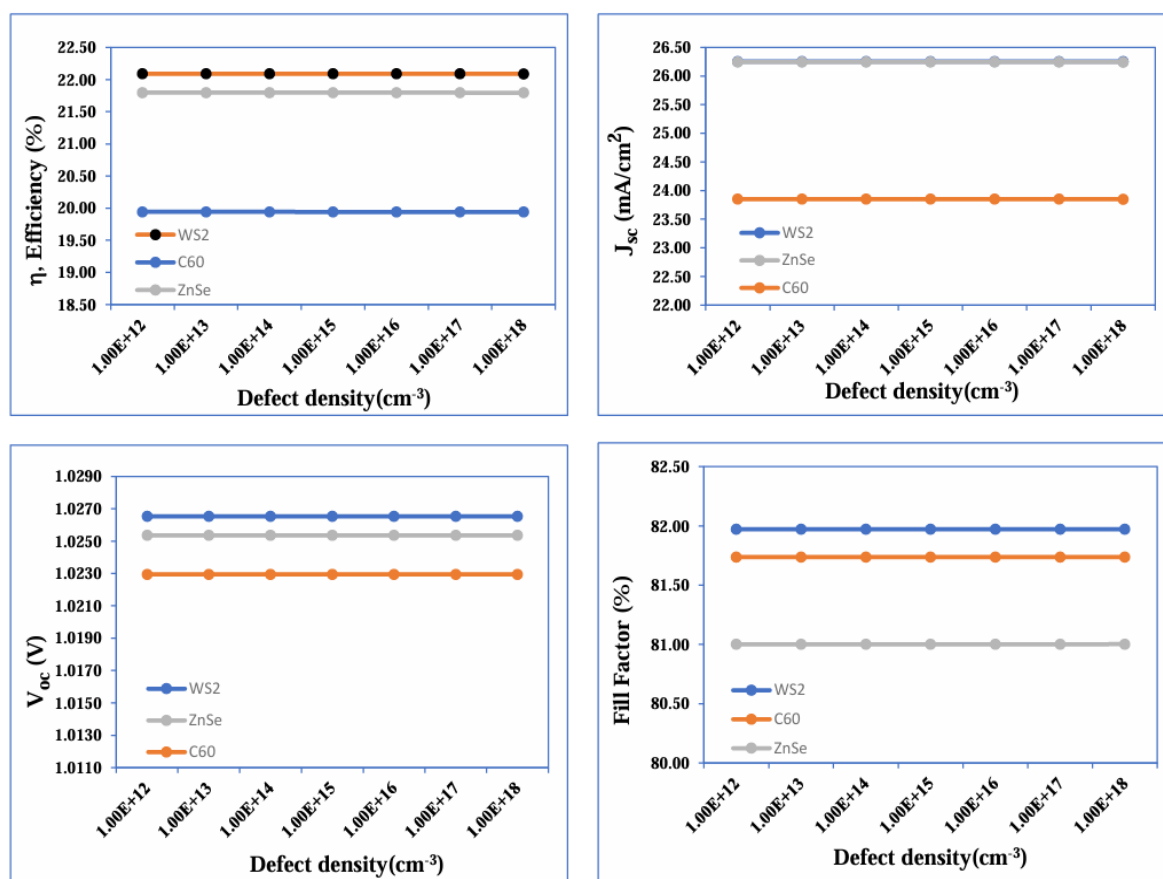 η, Efficiency (%)
22.50
22.00
21.50
21.00
20.50
20.00
19.50
19.00
18.50
WS2
C60
ZnSe
1.00E+12
1.00E+13
1.00E+14
1.00E+15
1.00E+16
1.00E+17
1.00E+18
Defect density(cm-3)
Jsc (mA/cm2)
26.50
26.00
25.50
25.00
24.50
24.00
23.50
23.00
22.50
22.00
WS2
ZnSe
C60
1.00E+12
1.00E+13
1.00E+14
1.00E+15
1.00E+16
1.00E+17
1.00E+18
Defect density(cm-3)
Voc (V)
1.0290
1.0270
1.0250
1.0230
1.0210
1.0190
1.0170
1.0150
1.0130
1.0110
WS2
ZnSe
C60
1.00E+12
1.00E+13
1.00E+14
1.00E+15
1.00E+16
1.00E+17
1.00E+18
Defect density(cm-3)
Fill Factor (%)
82.50
82.00
81.50
81.00
80.50
80.00
WS2
C60
ZnSe
1.00E+12
1.00E+13
1.00E+14
1.00E+15
1.00E+16
1.00E+17
1.00E+18
Defect density(cm-3)